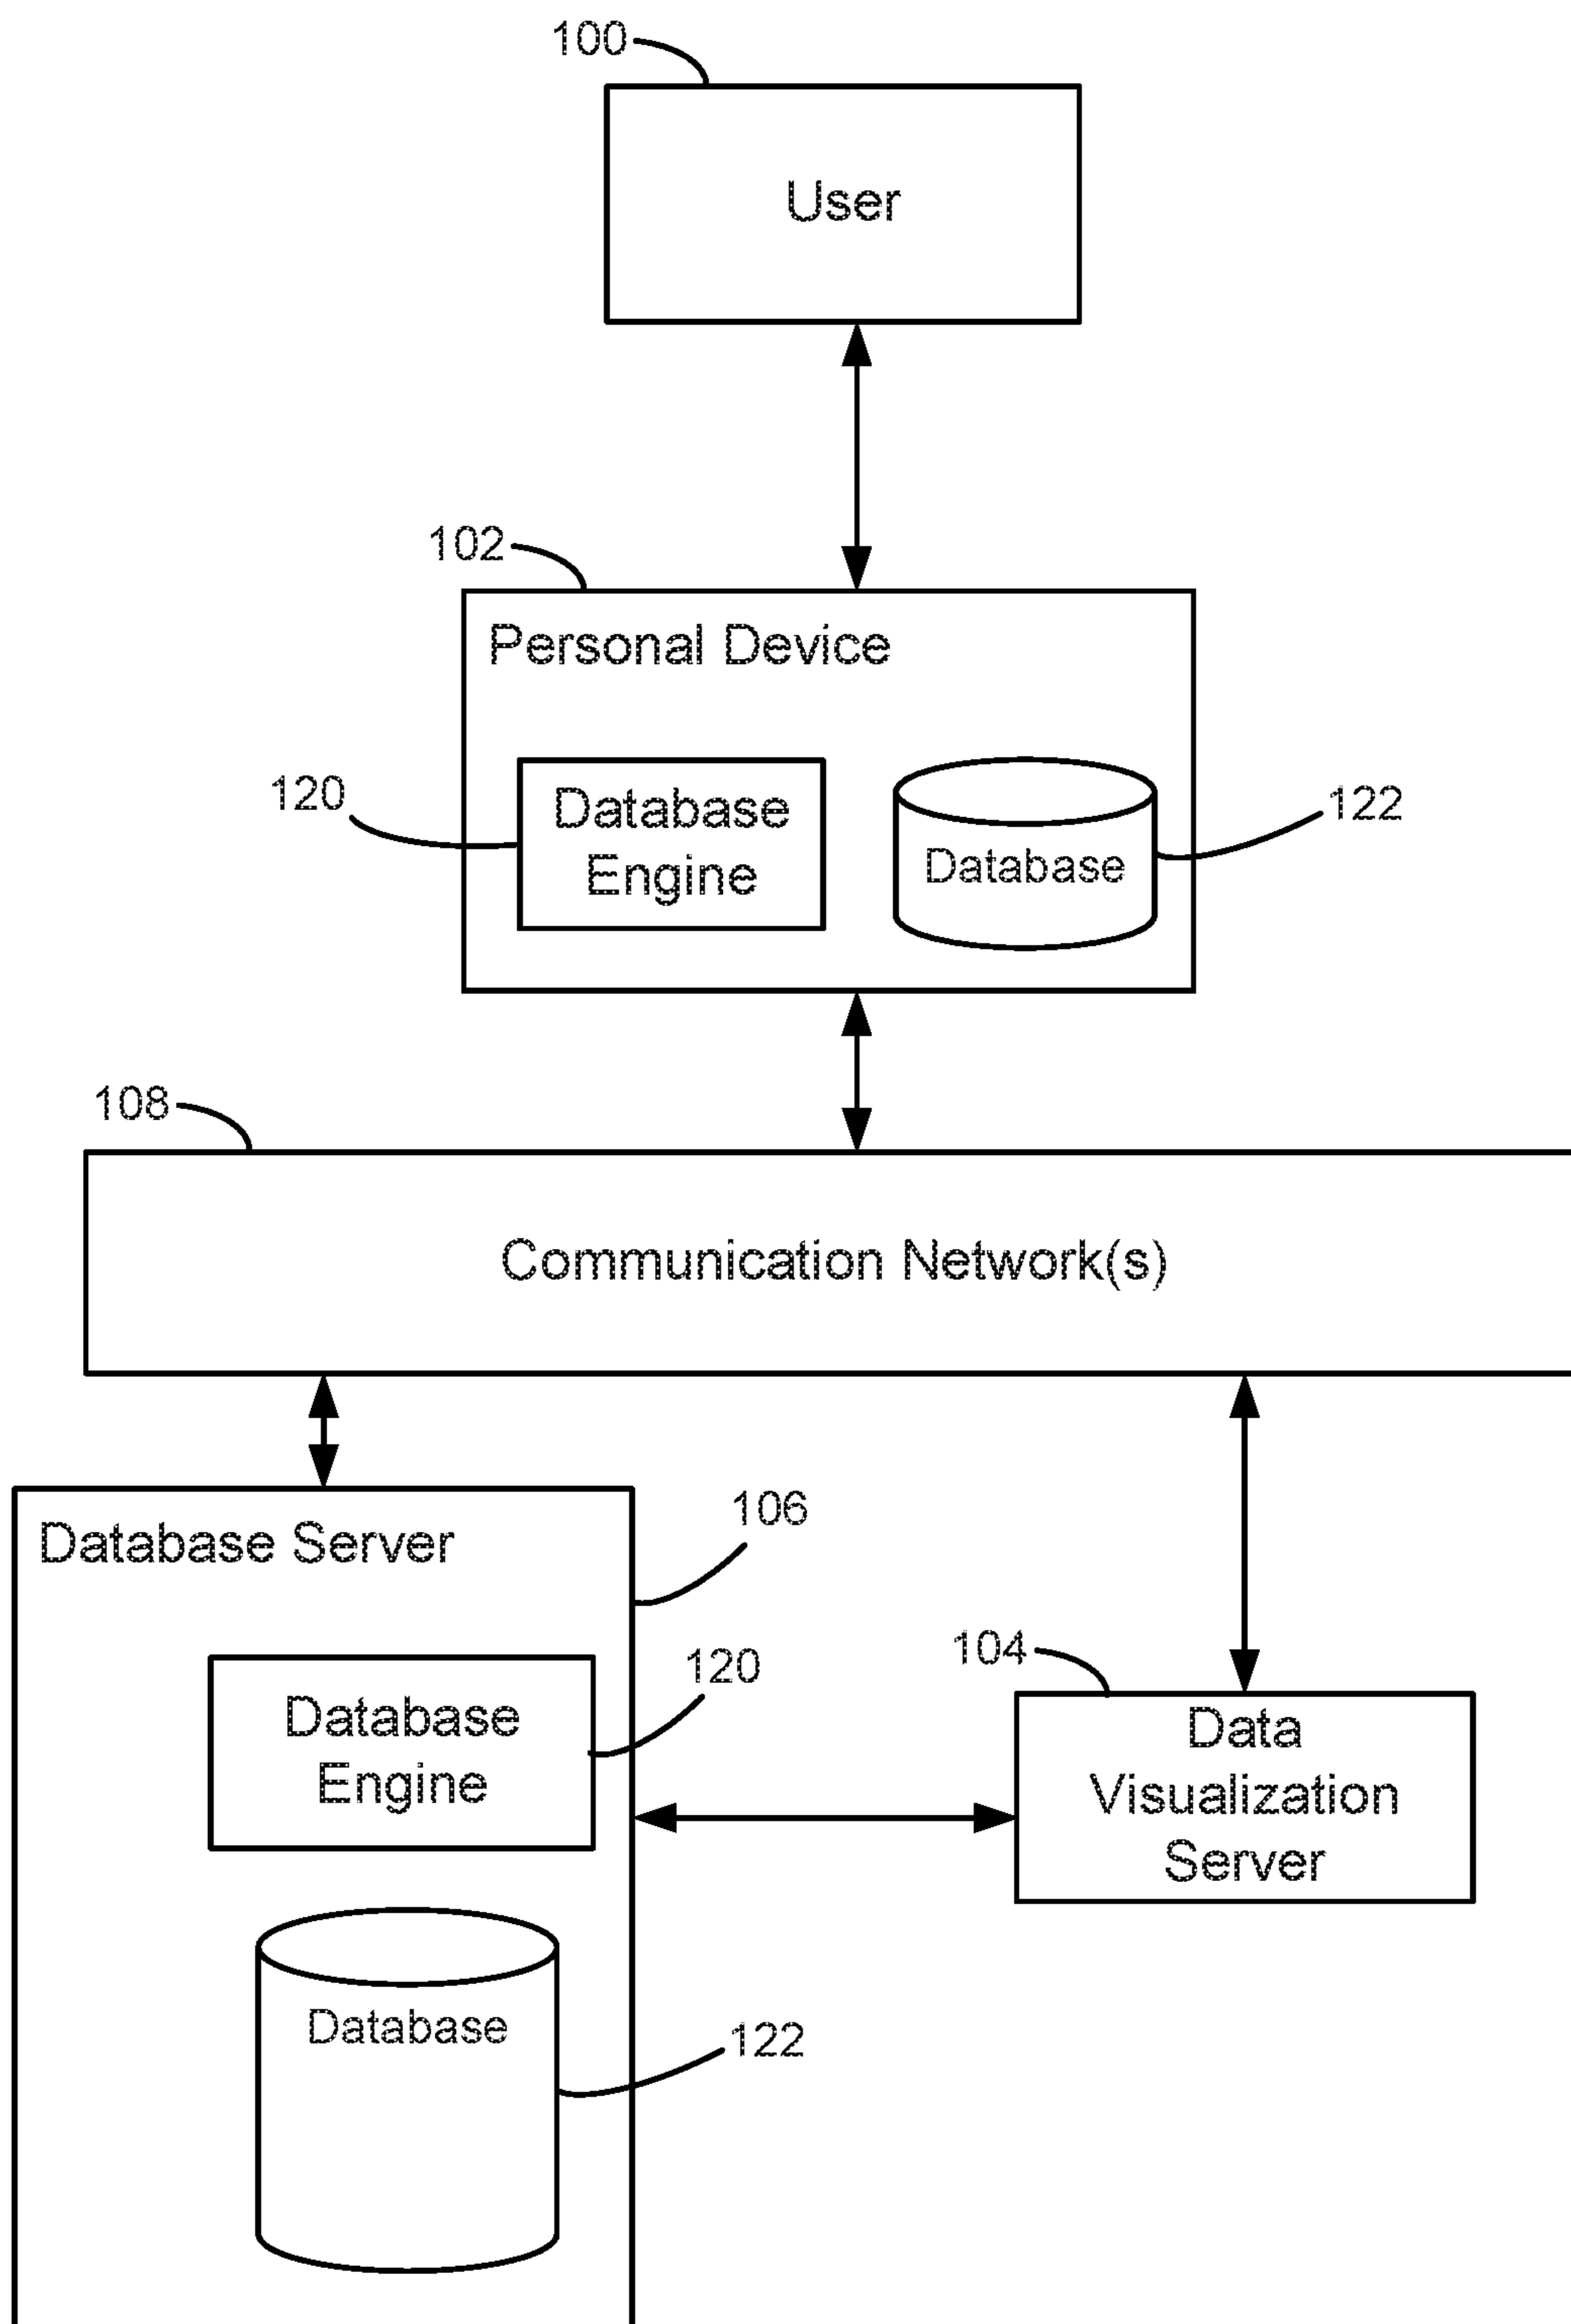 100
User
102
Personal Device
120
Database
Engine
Database
122
108
Communication Network(s)
Database Server
106
Database
Engine
120
104
Data
Visualization
Server
Database
122